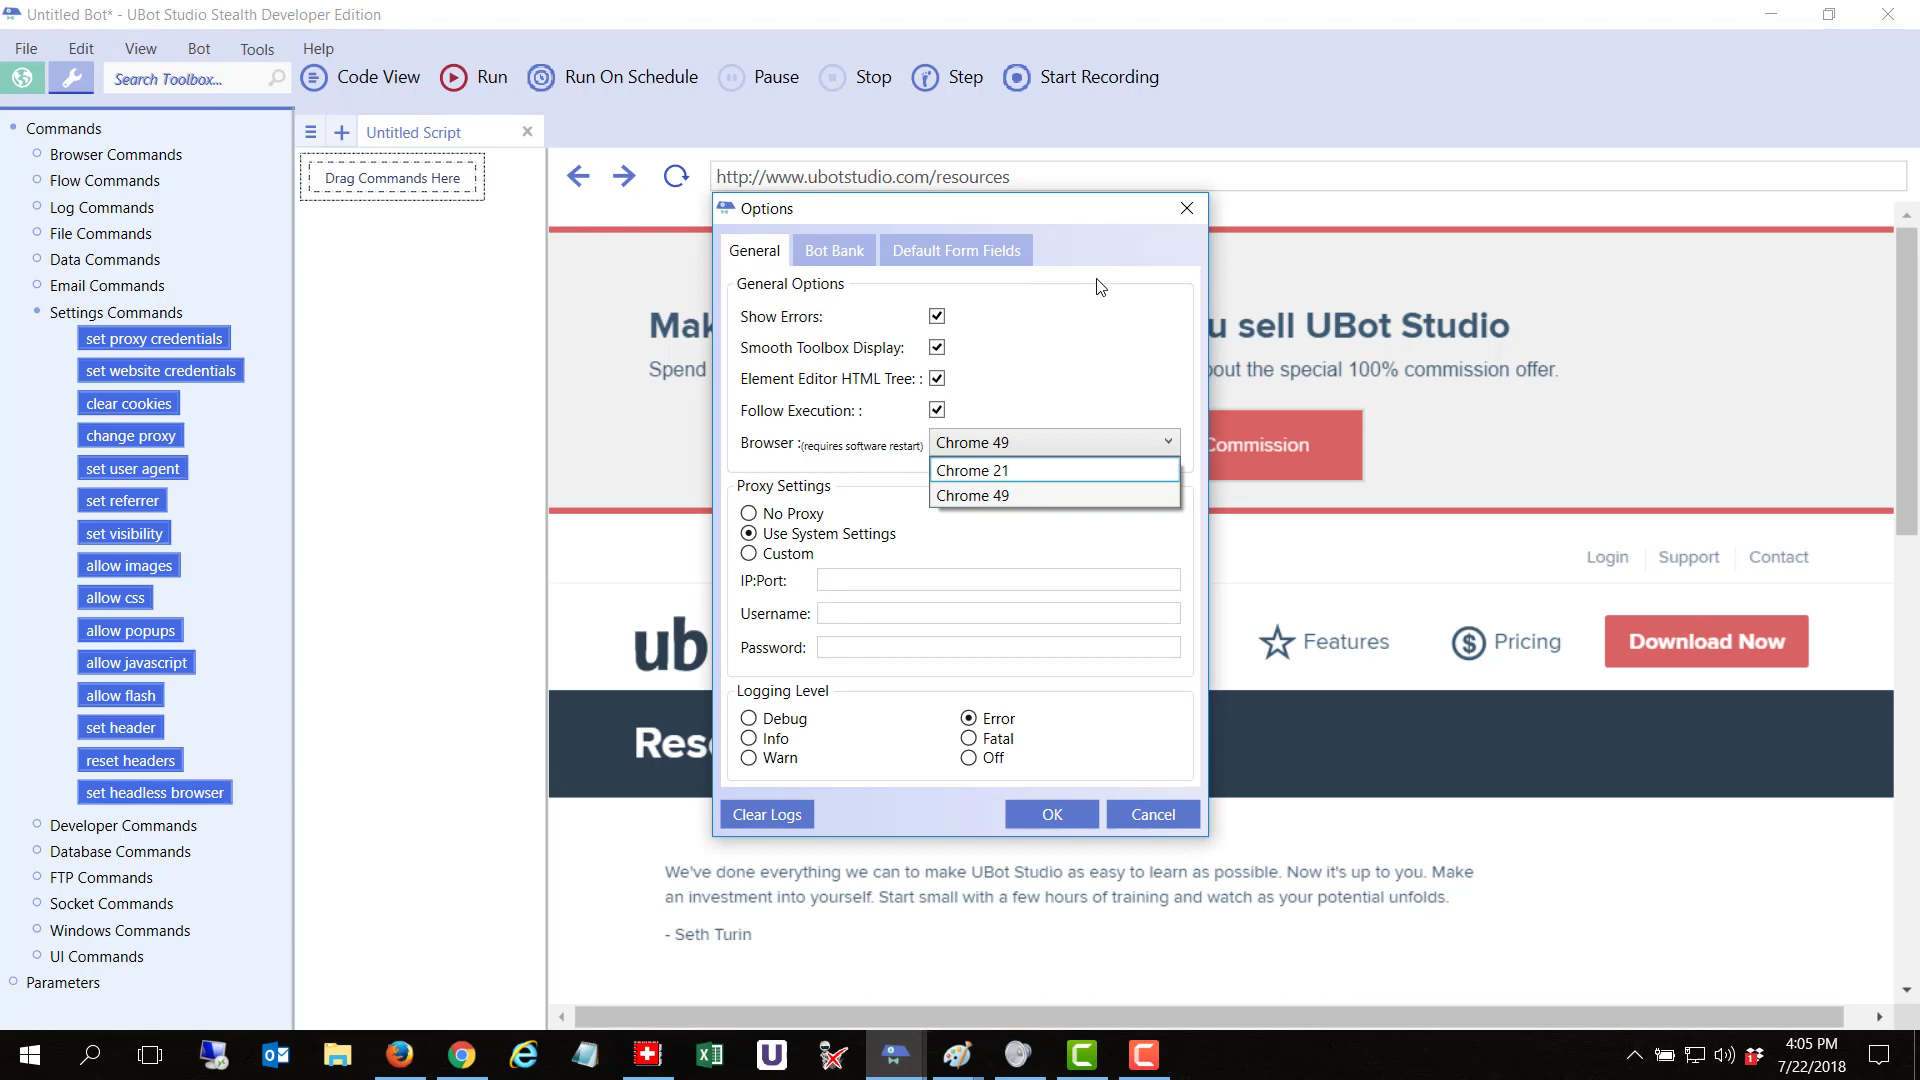 Untitled Bot* - UBot Studio Stealth Developer Edition
File Edit View Bot Tools Help
Search Toolbox...
Code View Run Run On Schedule Pause Stop Step Start Recording
Commands
Browser Commands
Flow Commands
Log Commands
File Commands
Data Commands
Email Commands
Settings Commands
set proxy credentials
set website credentials
clear cookies
change proxy
set user agent
set referrer
set visibility
allow images
allow css
allow popups
allow javascript
allow flash
set header
reset headers
set headless browser
Developer Commands
Database Commands
FTP Commands
Socket Commands
Windows Commands
UI Commands
Parameters
Untitled Script
Drag Commands Here
http://www.ubotstudio.com/resources
Options
General Bot Bank Default Form Fields
General Options
Show Errors:
Smooth Toolbox Display:
Element Editor HTML Tree: :
Follow Execution: :
Browser :(requires software restart) Chrome 49
Chrome 21
Chrome 49
Proxy Settings
No Proxy
Use System Settings
Custom
IP:Port:
Username:
Password:
Logging Level
Debug Error
Info Fatal
Warn Off
Clear Logs OK Cancel
u sell UBot Studio
Spend
out the special 100% commission offer.
Commission
Login Support Contact
ub
Features Pricing Download Now
We've done everything we can to make UBot Studio as easy to learn as possible. Now it's up to you. Make
an investment into yourself. Start small with a few hours of training and watch as your potential unfolds.
- Seth Turin
4:05 PM
7/22/2018